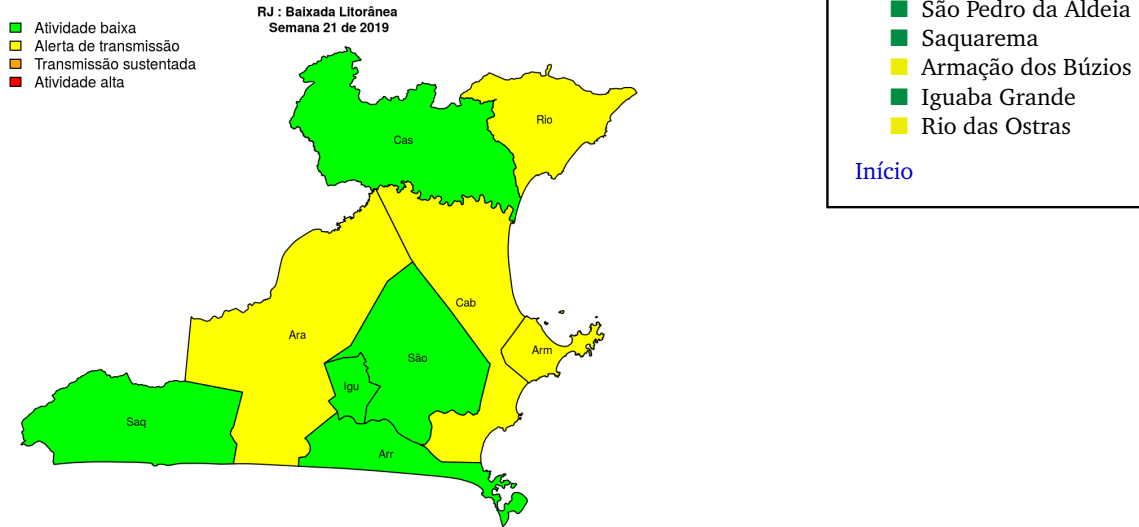 RJ : Baixada Litorânea
Semana 21 de 2019
Atividade baixa
Alerta de transmissão
Transmissão sustentada
Atividade alta
Rio
Cas
Cab
Ara
Arm
São
Igu
Saq
Arr
São Pedro da Aldeia
Saquarema
Armação dos Búzios
Iguaba Grande
Rio das Ostras
Início